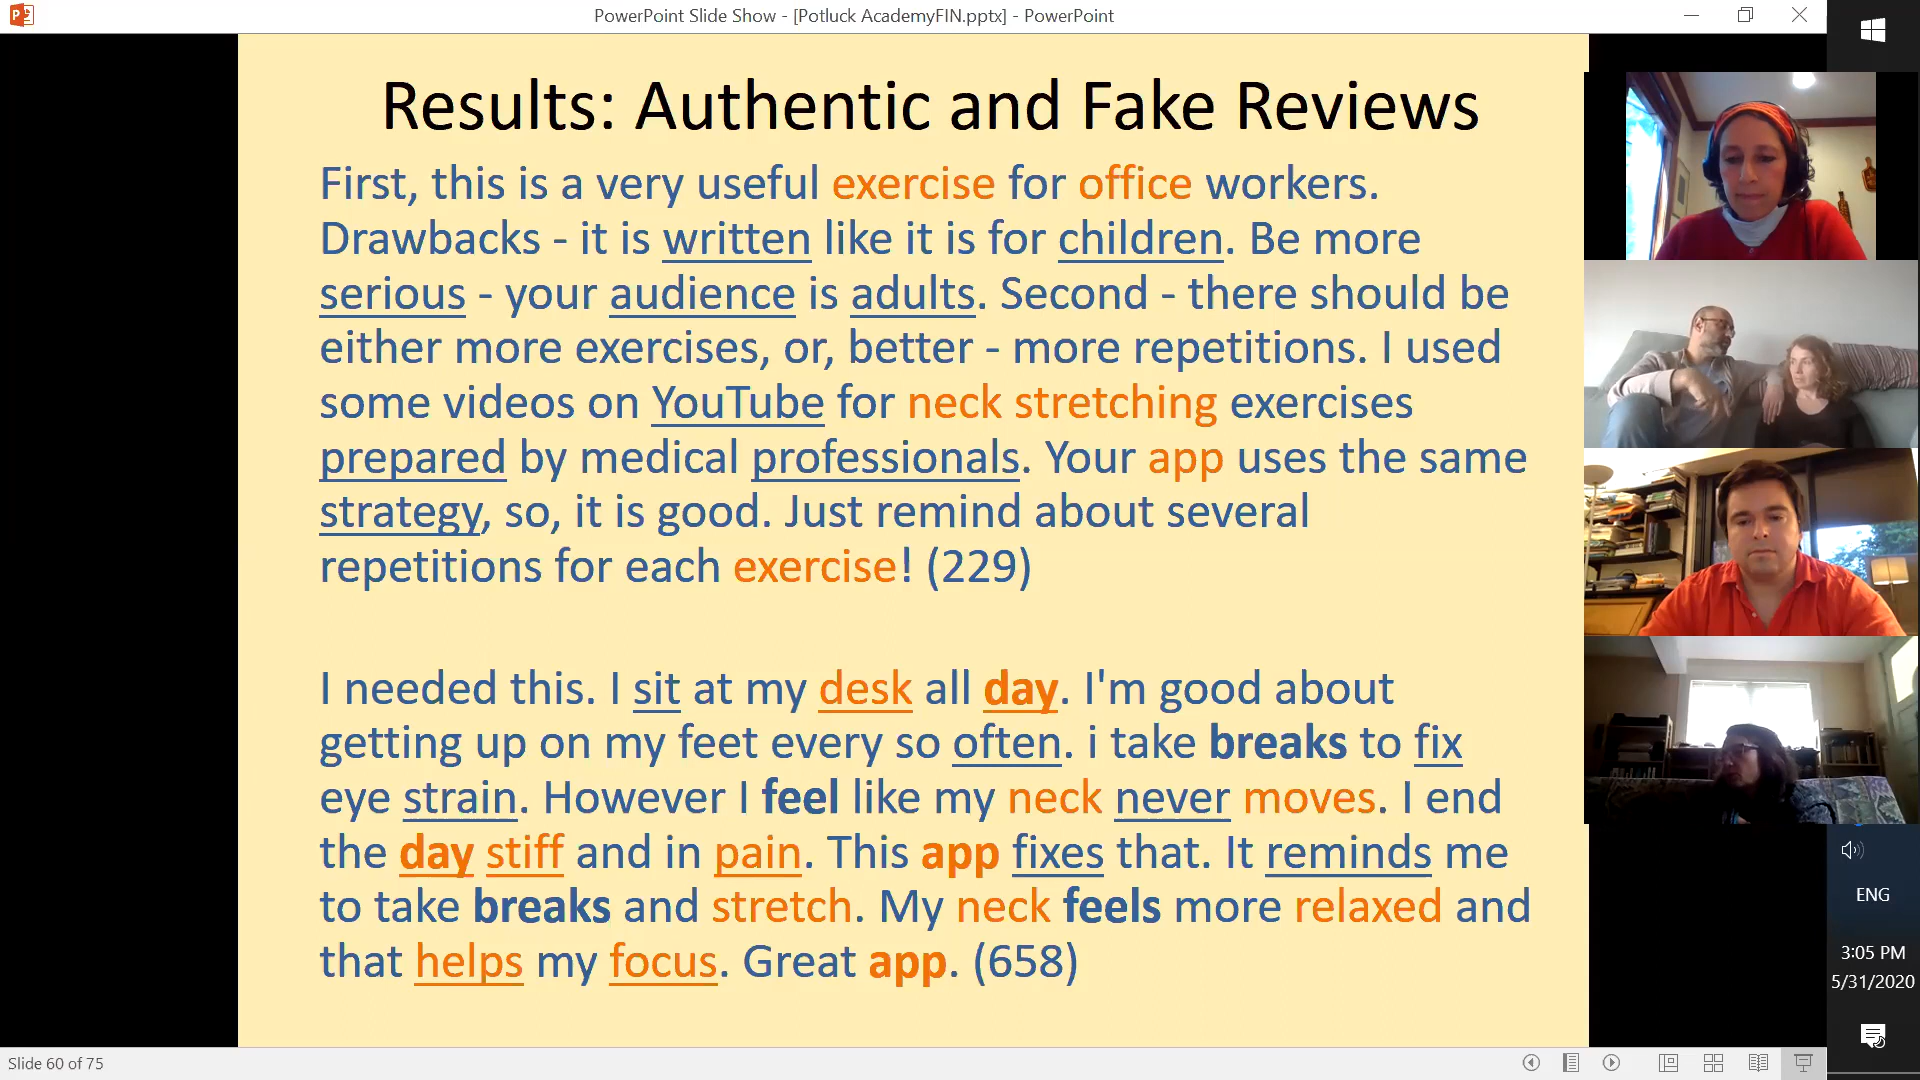 PowerPoint Slide Show - [Potluck AcademyFIN.pptx] - PowerPoint
Results: Authentic and Fake Reviews
First, this is a very useful exercise for office workers.
Drawbacks - it is written like it is for children. Be more
serious - your audience is adults. Second - there should be
either more exercises, or, better - more repetitions. I used
some videos on YouTube for neck stretching exercises
prepared by medical professionals. Your app uses the same
strategy, so, it is good. Just remind about several
repetitions for each exercise! (229)
I needed this. I sit at my desk all day. I'm good about
getting up on my feet every so often. i take breaks to fix
eye strain. However I feel like my neck never moves. I end
the day stiff and in pain. This app fixes that. It reminds me
to take breaks and stretch. My neck feels more relaxed and
that helps my focus. Great app. (658)
ENG
3:05 PM
5/31/2020
Slide 60 of 75